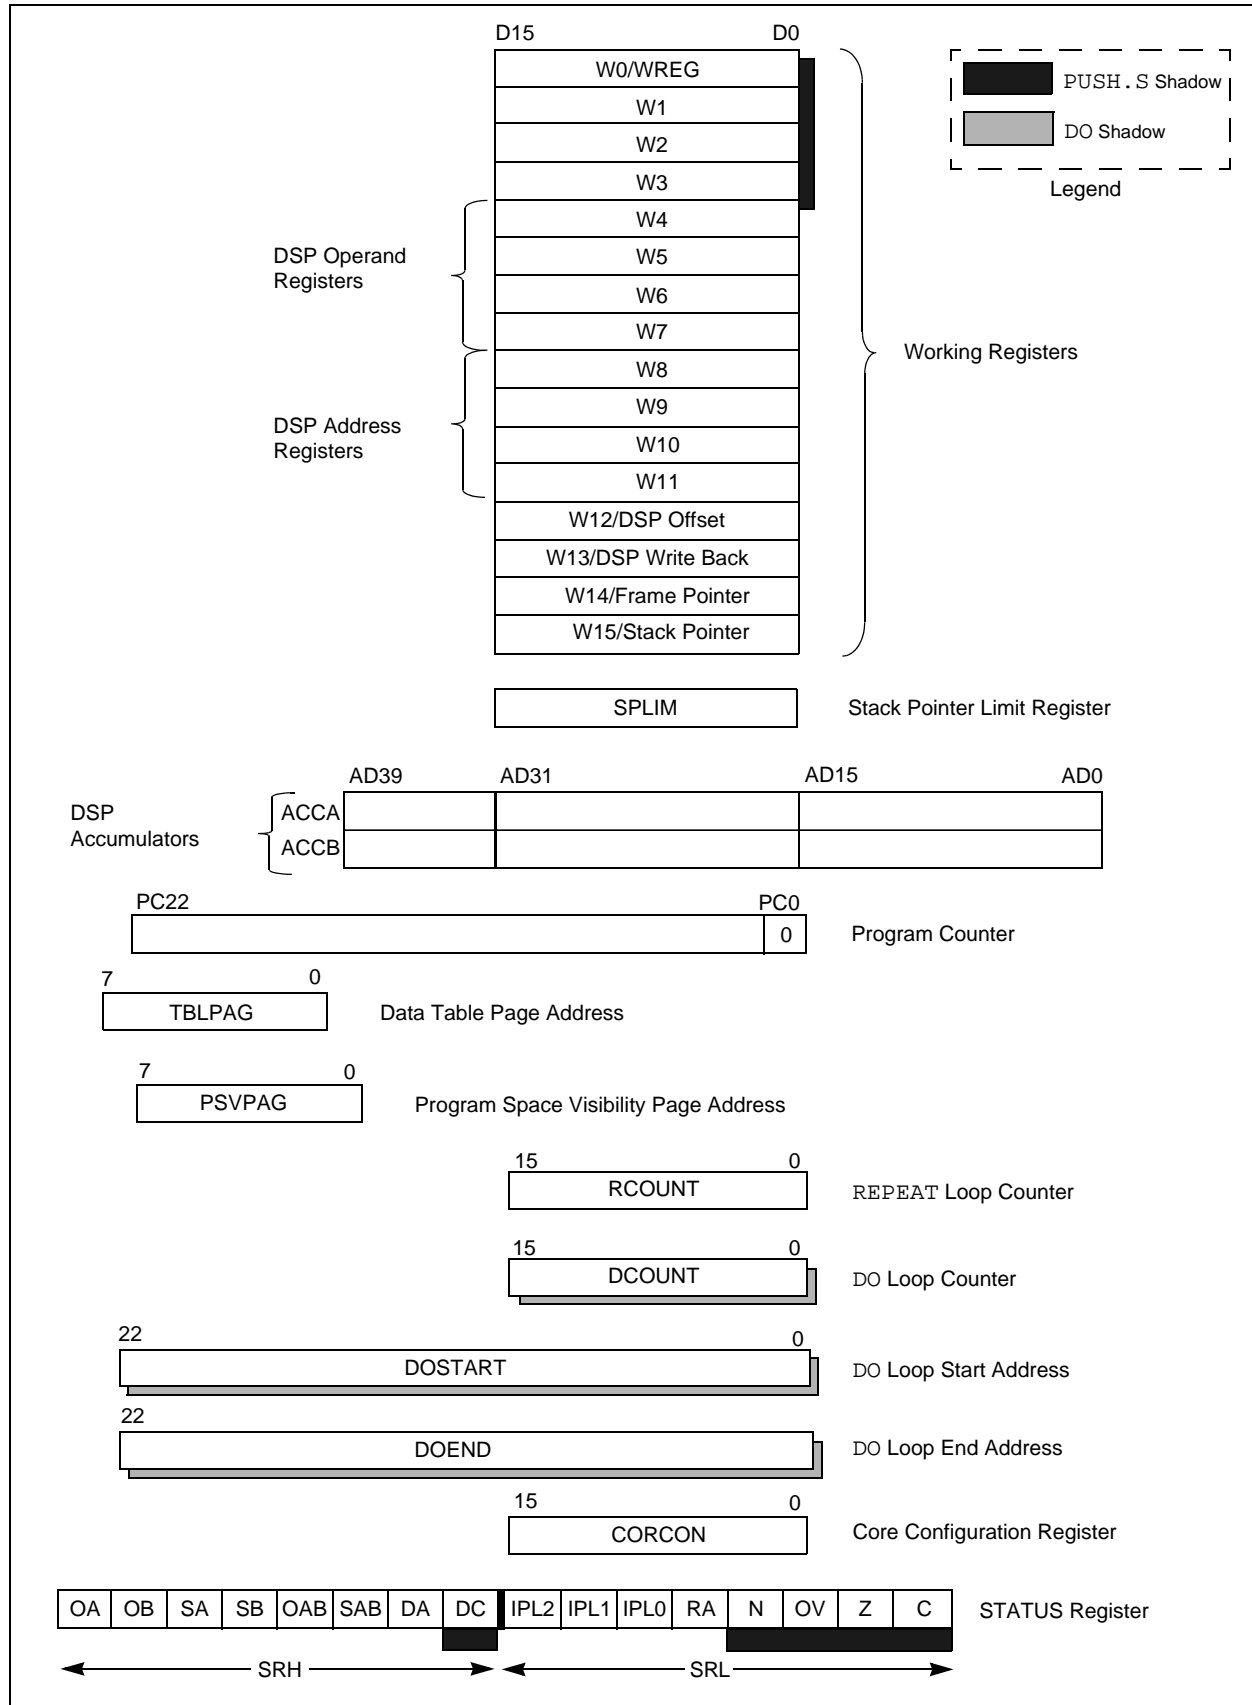 D15 D0
W0/WREG
W1
W2
W3
W4
W5
W6
W7
W8
W9
W10
W11
W12/DSP Offset
W13/DSP Write Back
W14/Frame Pointer
W15/Stack Pointer
PUSH.S Shadow
DO Shadow
Legend
DSP Operand
Registers
DSP Address
Registers
Working Registers
SPLIM Stack Pointer Limit Register
AD39 AD31 AD15 AD0
DSP
Accumulators
ACCA
ACCB
PC22 PC0
0 Program Counter
7 0
TBLPAG Data Table Page Address
7 0
PSVPAG Program Space Visibility Page Address
15 0
RCOUNT REPEAT Loop Counter
15 0
DCOUNT DO Loop Counter
22 0
DOSTART DO Loop Start Address
22
DOEND DO Loop End Address
15 0
CORCON Core Configuration Register
OA OB SA SB OAB SAB DA DC IPL2 IPL1 IPL0 RA N OV Z C STATUS Register
SRH SRL